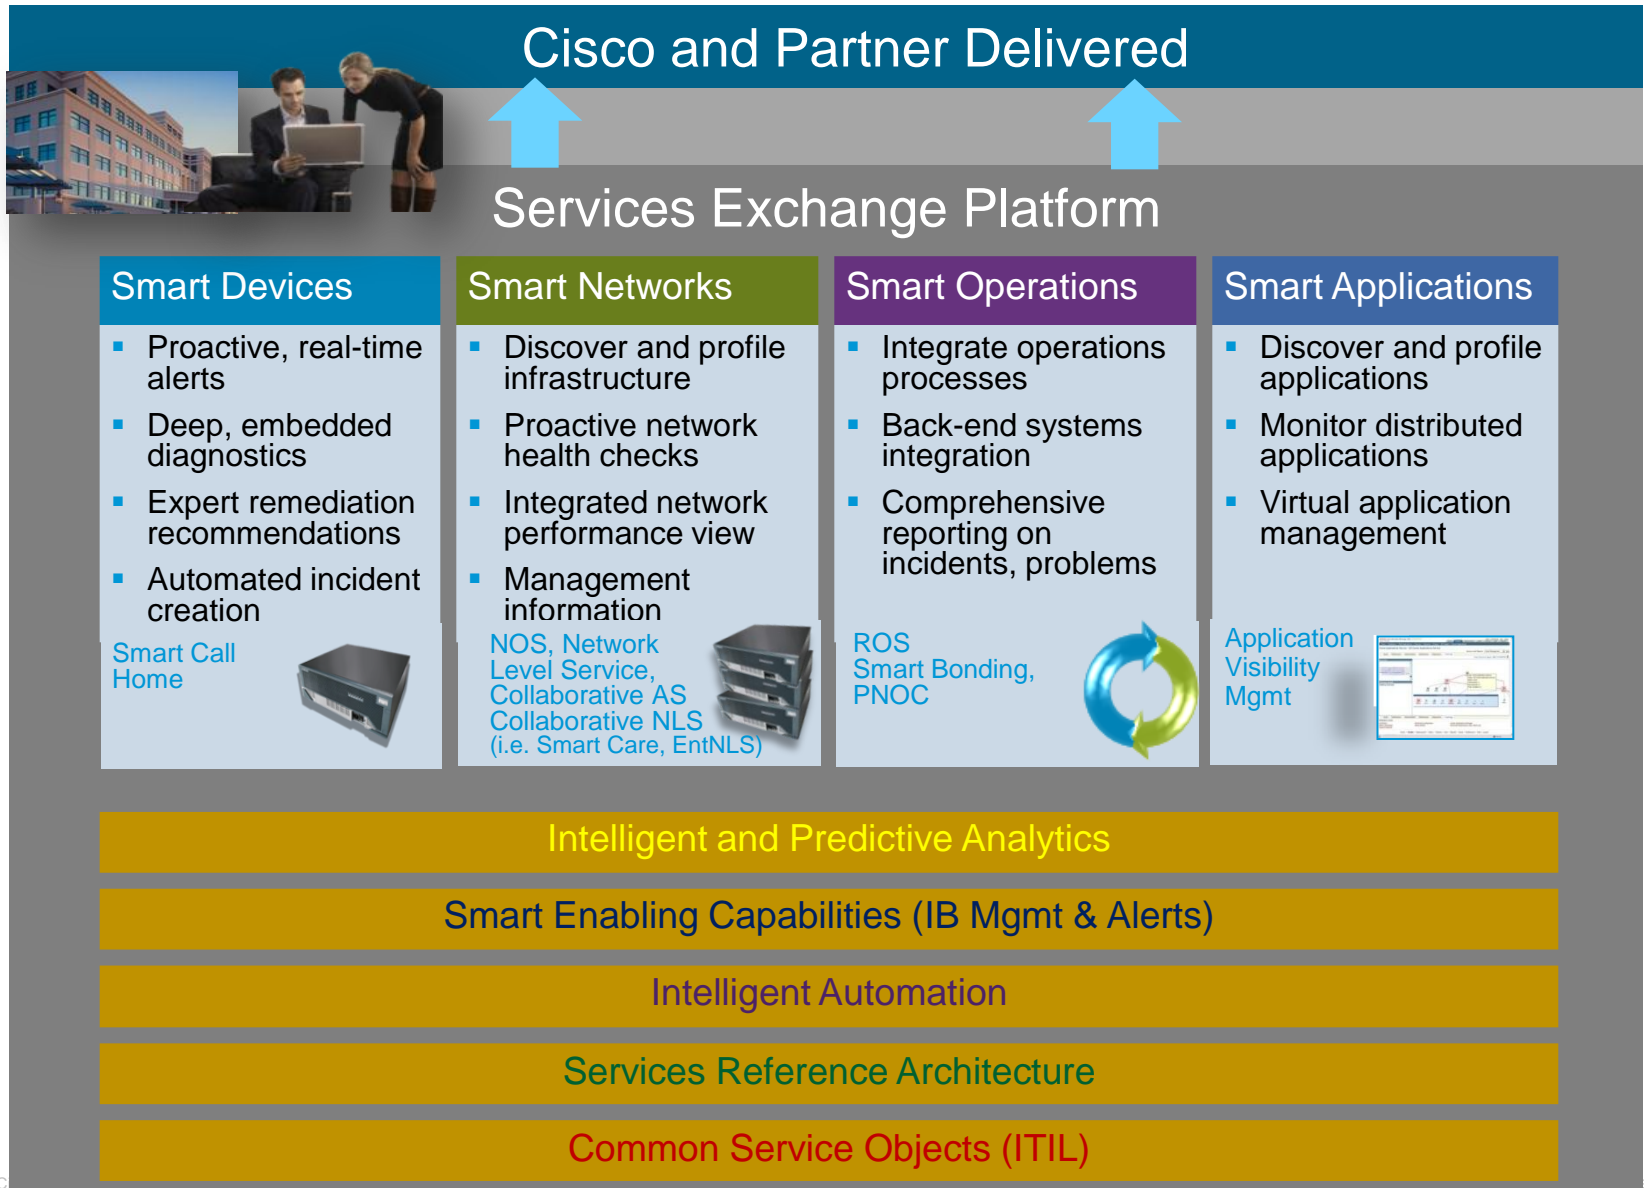 Cisco and Partner Delivered
Services Exchange Platform
Smart Devices
Proactive, real-time
alerts
Deep, embedded
diagnostics
Expert remediation
recommendations
Automated incident
creation
Smart Call
Home
Smart Networks
Discover and profile
infrastructure
Proactive network
health checks
Integrated network
performance view
Management
information
NOS, Network
Level Service,
Collaborative AS
Collaborative NLS
(i.e. Smart Care, EntNLS)
Smart Operations
Integrate operations
processes
Back-end systems
integration
Comprehensive
reporting on
incidents, problems
ROS
Smart Bonding,
PNOC
Smart Applications
Discover and profile
applications
Monitor distributed
applications
Virtual application
management
Application
Visibility
Mgmt
Intelligent and Predictive Analytics
Smart Enabling Capabilities (IB Mgmt & Alerts)
Intelligent Automation
Services Reference Architecture
Common Service Objects (ITIL)